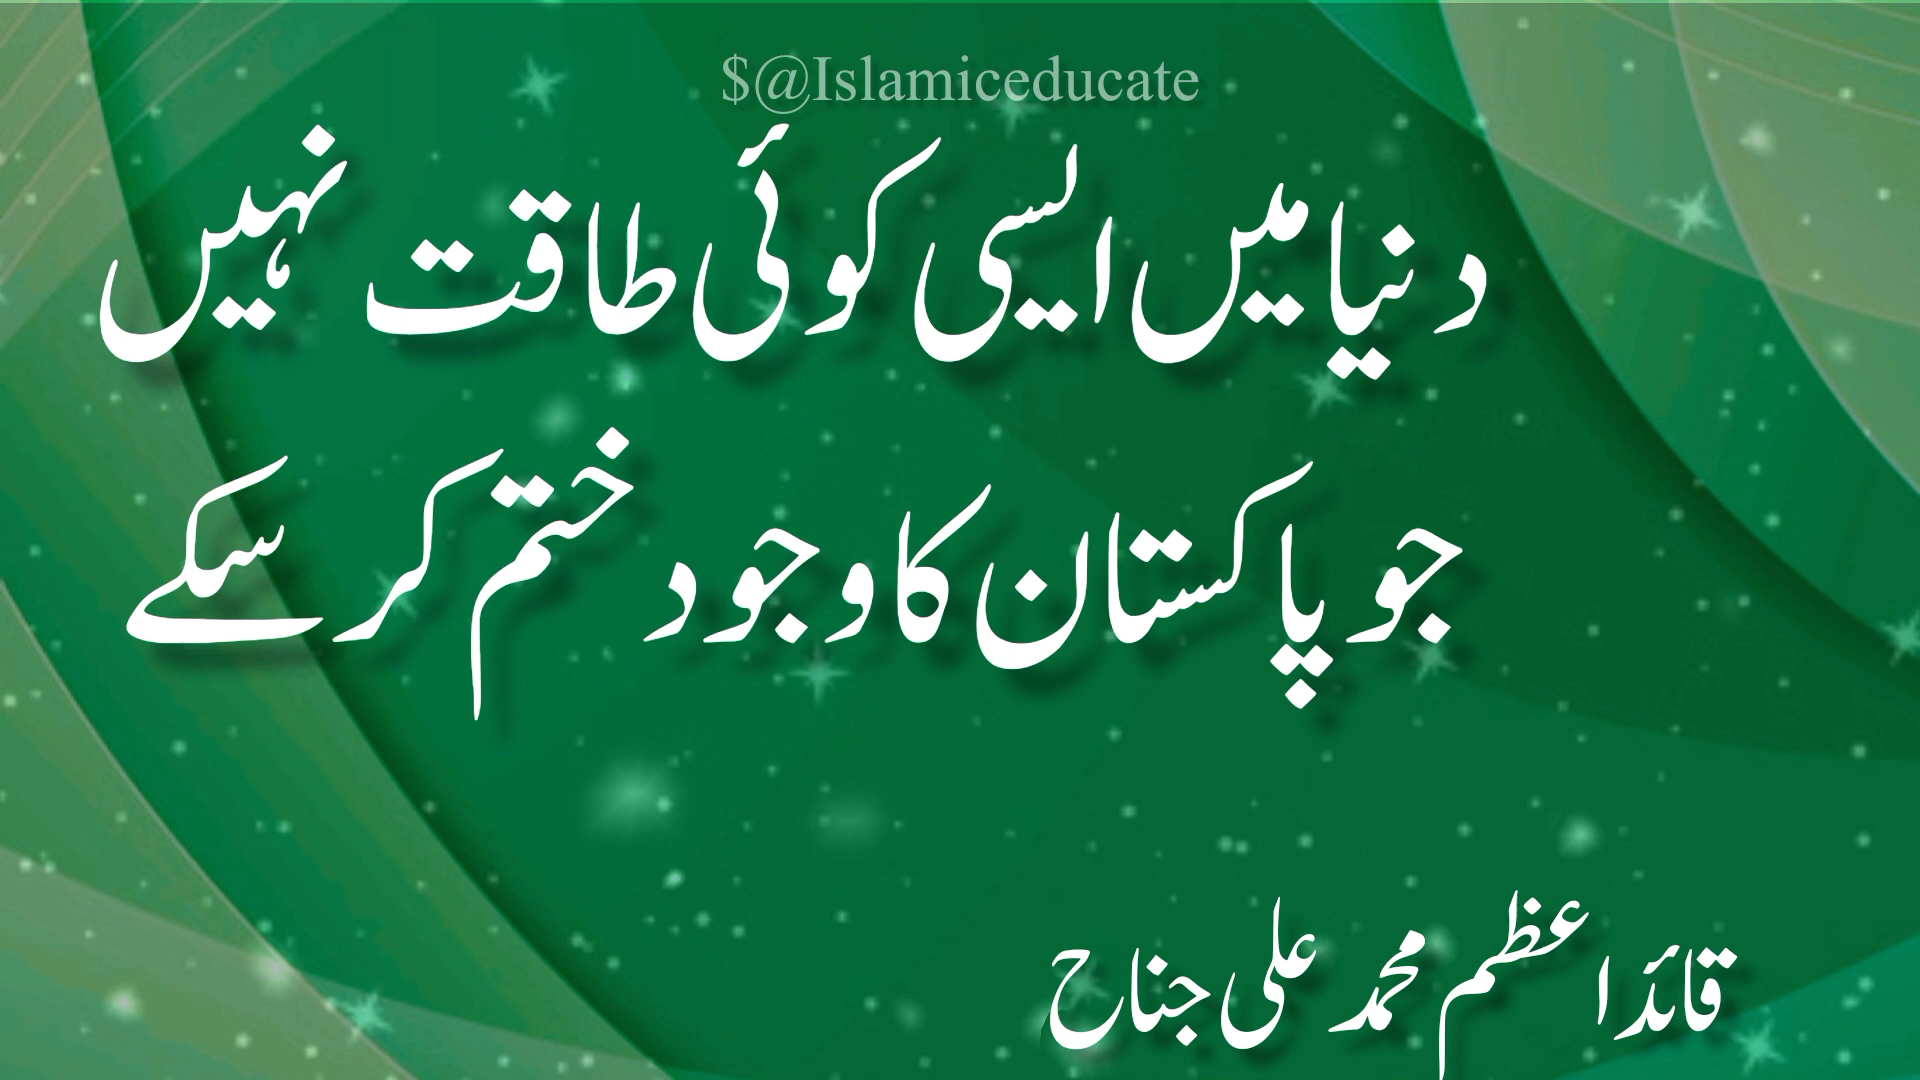 $@Islamiceducate
دنیا میں ایسی کوئی طاقت نہیں
جو پاکستان کا وجود ختم کر سکے
قائد اعظم محمد علی جناح